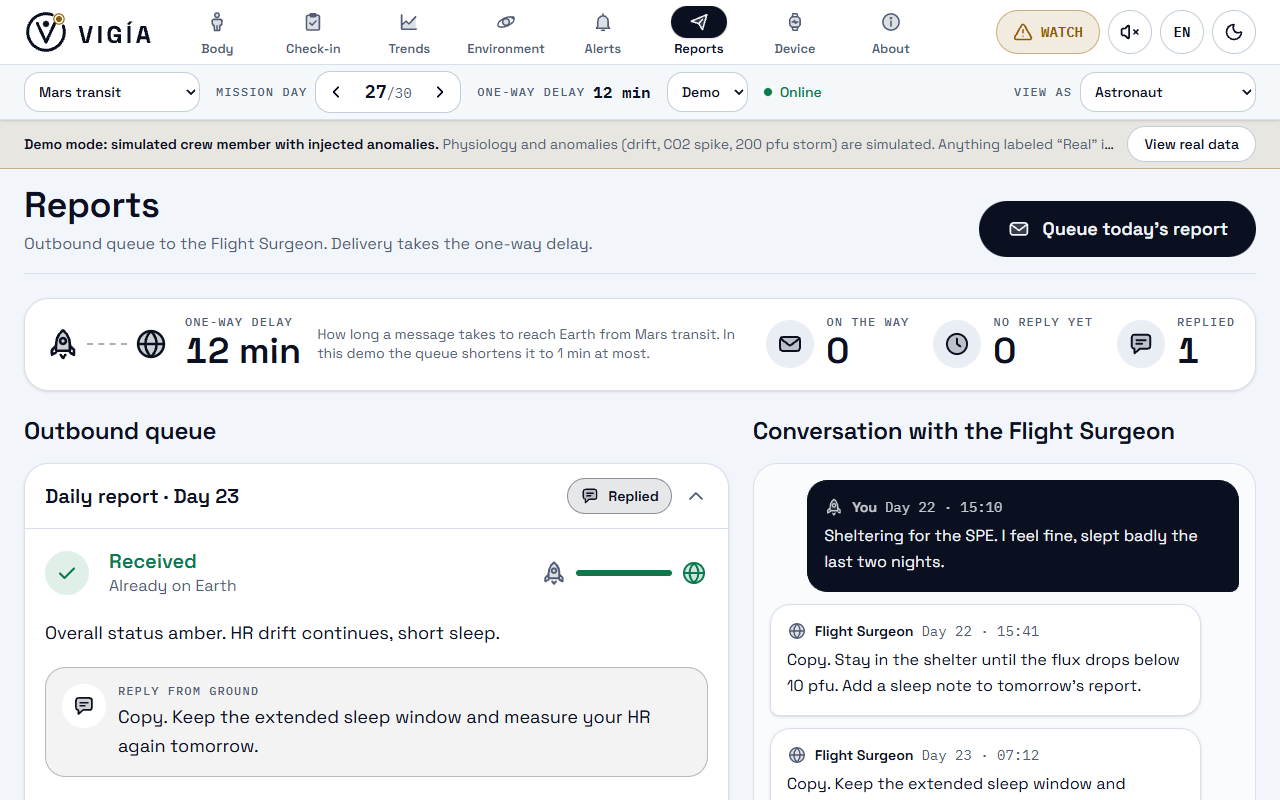 VIGÍA
Body
Check-in
Trends
Environment
Alerts
Reports
Device
About
WATCH
EN
Mars transit
MISSION DAY
27/30
ONE-WAY DELAY 12 min
Demo
Online
VIEW AS
Astronaut
Demo mode: simulated crew member with injected anomalies. Physiology and anomalies (drift, CO2 spike, 200 pfu storm) are simulated. Anything labeled “Real” i...
View real data
Reports
Outbound queue to the Flight Surgeon. Delivery takes the one-way delay.
Queue today’s report
ONE-WAY DELAY
12 min
How long a message takes to reach Earth from Mars transit. In
this demo the queue shortens it to 1 min at most.
ON THE WAY
0
NO REPLY YET
0
REPLIED
1
Outbound queue
Daily report · Day 23
Replied
Received
Already on Earth
Overall status amber. HR drift continues, short sleep.
REPLY FROM GROUND
Copy. Keep the extended sleep window and measure your HR
again tomorrow.
Conversation with the Flight Surgeon
You Day 22 · 15:10
Sheltering for the SPE. I feel fine, slept badly the
last two nights.
Flight Surgeon Day 22 · 15:41
Copy. Stay in the shelter until the flux drops below
10 pfu. Add a sleep note to tomorrow’s report.
Flight Surgeon Day 23 · 07:12
Copy. Keep the extended sleep window and